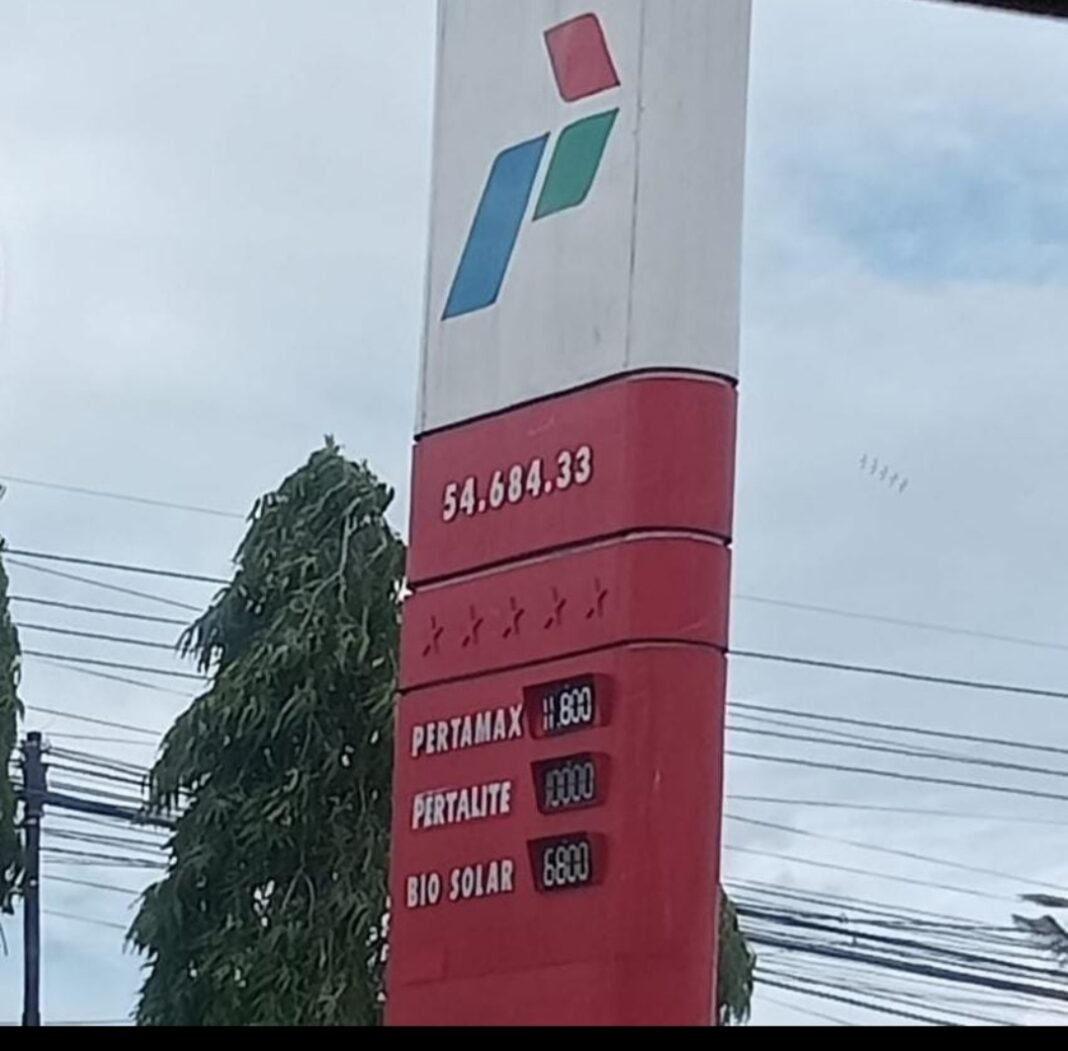 54.684.33
PERTAMAX 11.800
PERTALITE 10000
BIO SOLAR 6800